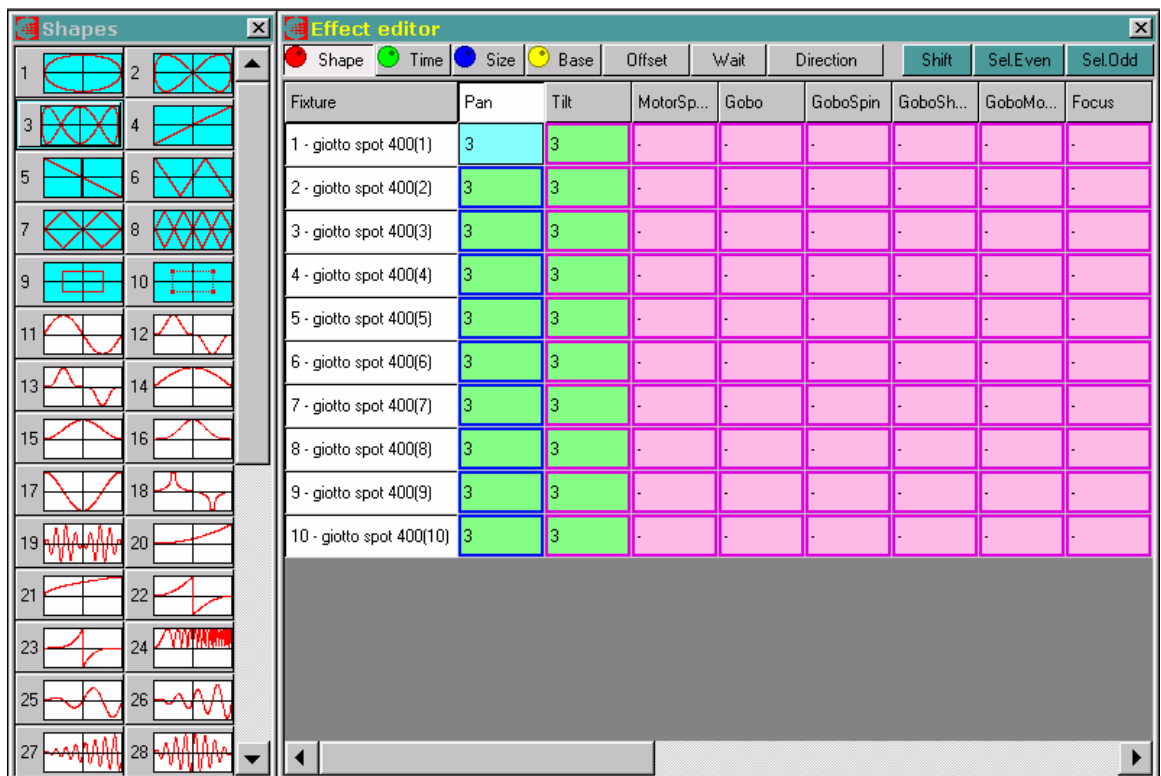 Shapes
1 2
3 4
5 6
7 8
9 10
11 12
13 14
15 16
17 18
19 20
21 22
23 24
25 26
27 28
Effect editor
Shape Time Size Base Offset Wait Direction Shift Sel.Even Sel.Odd
Fixture Pan Tilt MotorSp... Gobo GoboSpin GoboSh... GoboMo... Focus
1 - giotto spot 400(1) 3 3 - - - - - -
2 - giotto spot 400(2) 3 3 - - - - - -
3 - giotto spot 400(3) 3 3 - - - - - -
4 - giotto spot 400(4) 3 3 - - - - - -
5 - giotto spot 400(5) 3 3 - - - - - -
6 - giotto spot 400(6) 3 3 - - - - - -
7 - giotto spot 400(7) 3 3 - - - - - -
8 - giotto spot 400(8) 3 3 - - - - - -
9 - giotto spot 400(9) 3 3 - - - - - -
10 - giotto spot 400(10) 3 3 - - - - - -